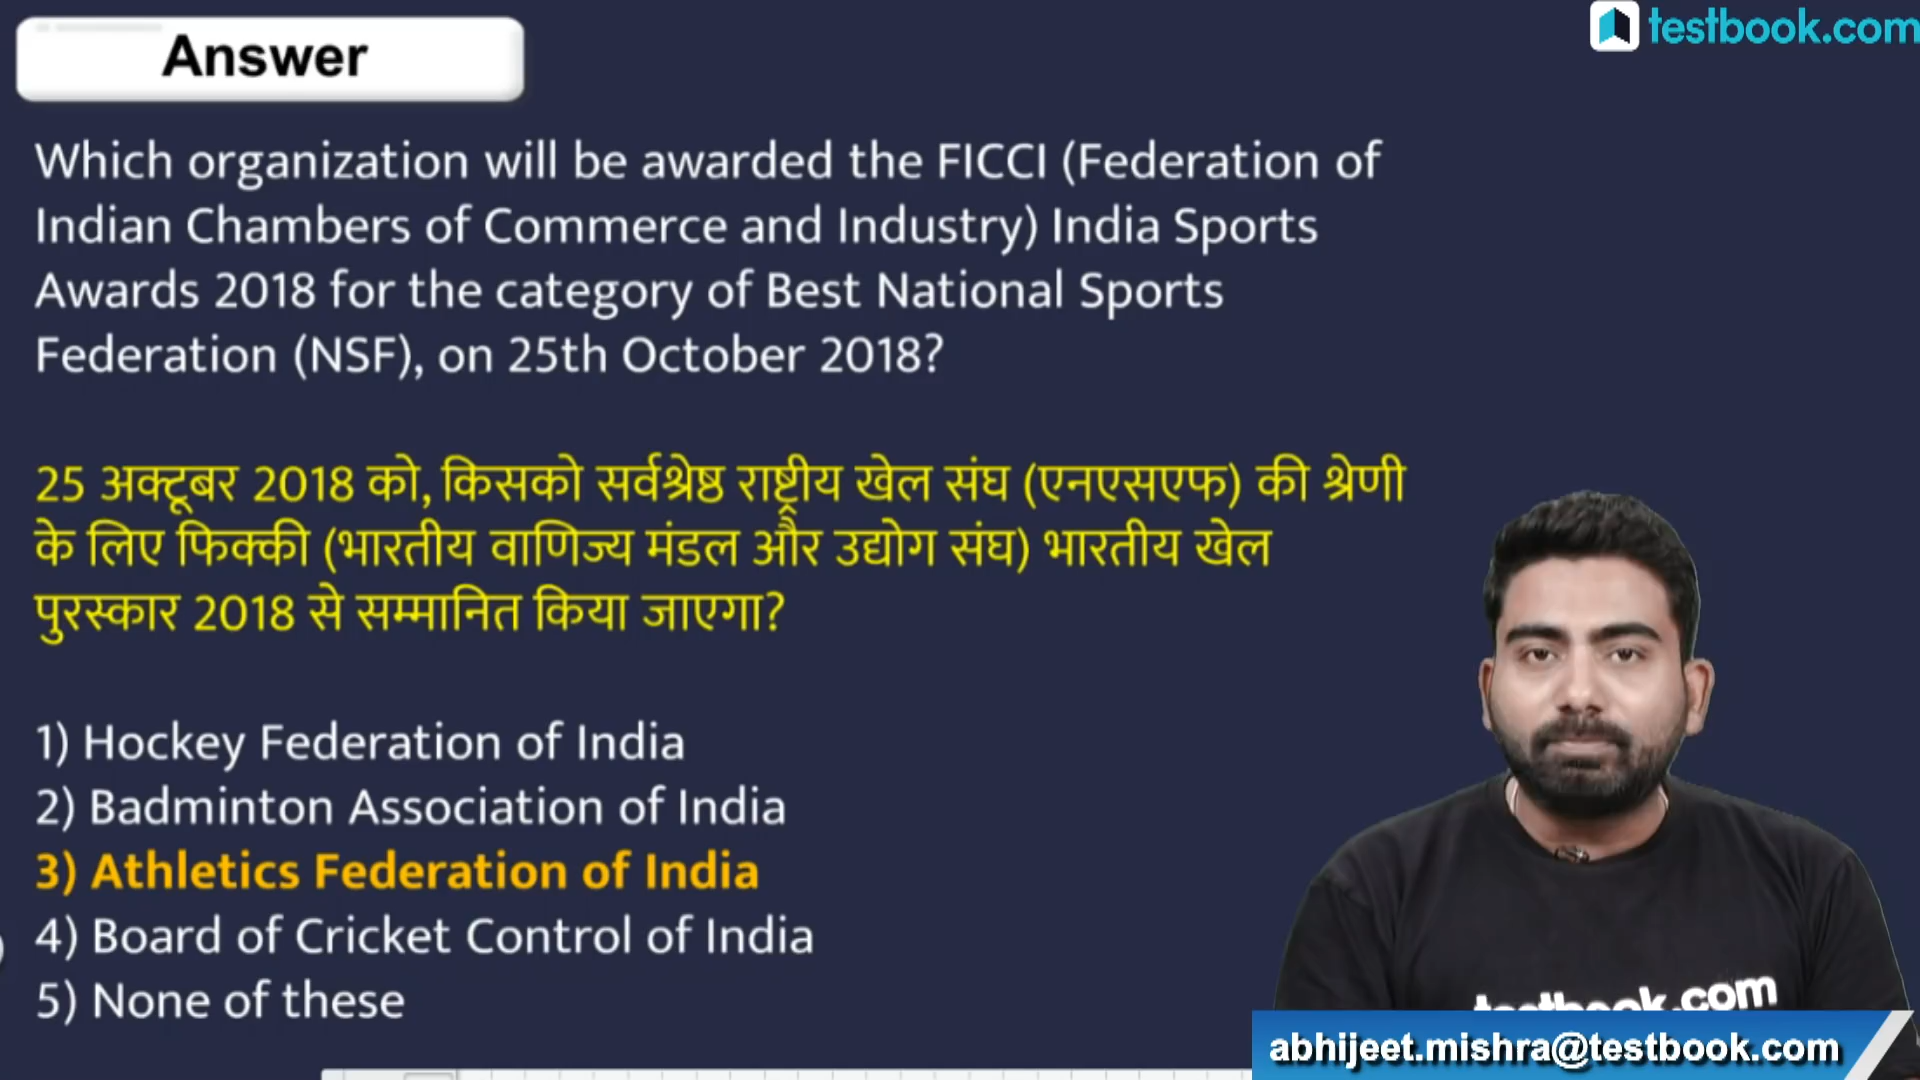 Answer
testbook.com
Which organization will be awarded the FICCI (Federation of
Indian Chambers of Commerce and Industry) India Sports
Awards 2018 for the category of Best National Sports
Federation (NSF), on 25th October 2018?
25 अक्टूबर 2018 को, किसको सर्वश्रेष्ठ राष्ट्रीय खेल संघ (एनएसएफ) की श्रेणी
के लिए फिक्की (भारतीय वाणिज्य मंडल और उद्योग संघ) भारतीय खेल
पुरस्कार 2018 से सम्मानित किया जाएगा?
1) Hockey Federation of India
2) Badminton Association of India
3) Athletics Federation of India
4) Board of Cricket Control of India
5) None of these
testbook.com
abhijeet.mishra@testbook.com